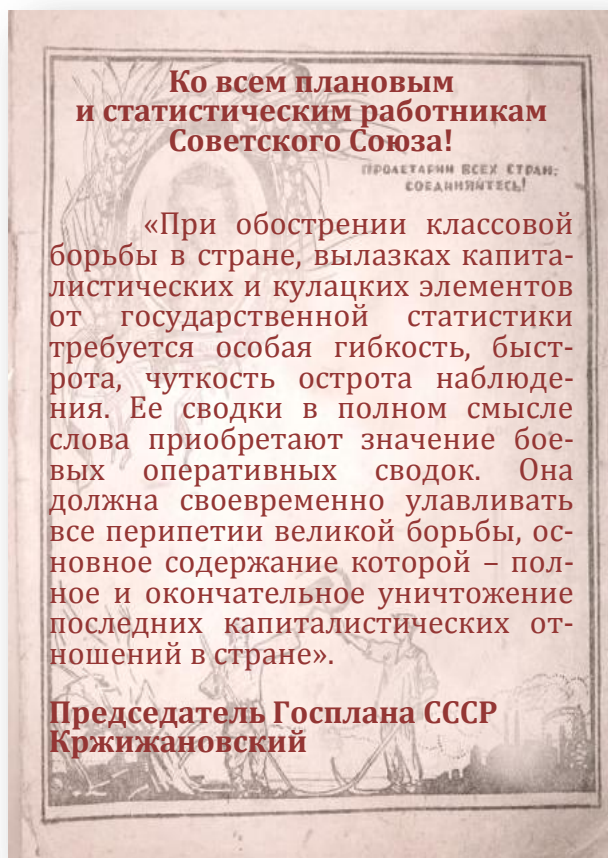 Ко всем плановым
и статистическим работникам
Советского Союза!
ПРОЛЕТАРИИ ВСЕХ СТРАН,
СОЕДИНЯЙТЕСЬ!
«При обострении классовой
борьбы в стране, вылазках капита-
листических и кулацких элементов
от государственной статистики
требуется особая гибкость, быст-
рота, чуткость острота наблюде-
ния. Ее сводки в полном смысле
слова приобретают значение бое-
вых оперативных сводок. Она
должна своевременно улавливать
все перипетии великой борьбы, ос-
новное содержание которой – пол-
ное и окончательное уничтожение
последних капиталистических от-
ношений в стране».
Председатель Госплана СССР
Кржижановский